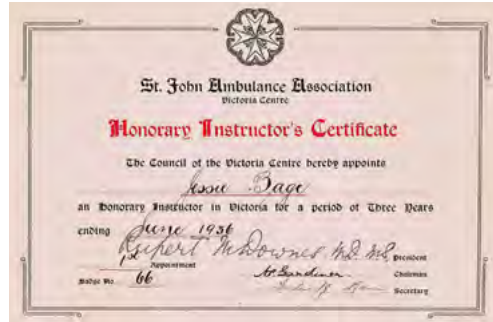 St. John Ambulance Association
Victoria Centre
Honorary Instructor's Certificate
The Council of the Victoria Centre hereby appoints
Jessie Bage
an Honorary Instructor in Victoria for a period of Three Years
ending June 1936
Rupert M Downes M.D. M.S. President
1st Appointment
Chairman
Badge No 66
Secretary